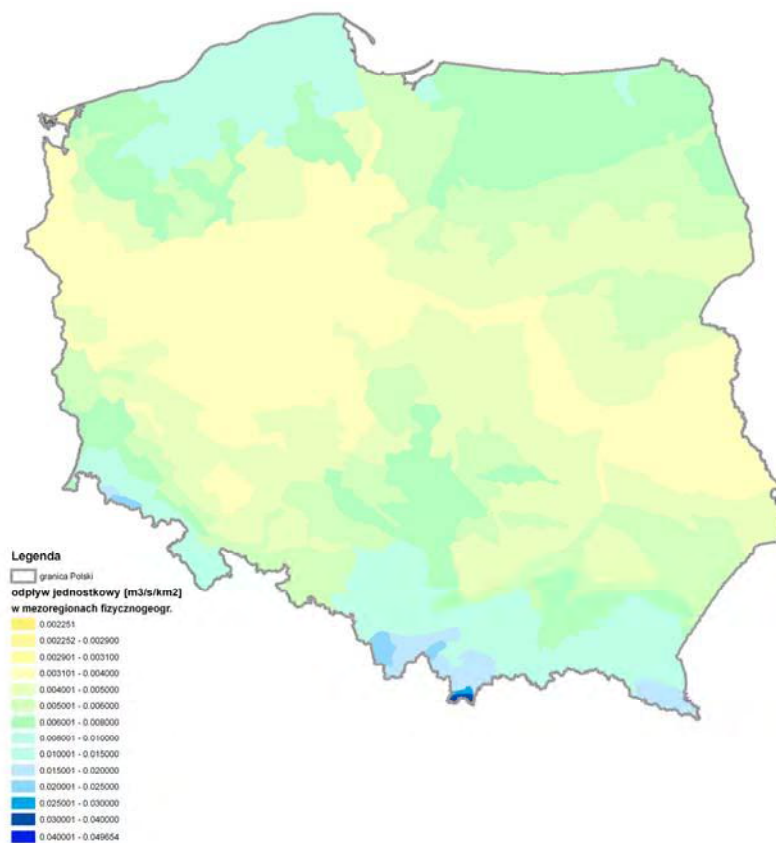 Legenda
granica Polski
odpływ jednostkowy [m3/s/km2]
w mezoregionach fizycznogeogr.
0.002251
0.002252 - 0.002900
0.002901 - 0.003100
0.003101 - 0.004000
0.004001 - 0.005000
0.005001 - 0.006000
0.006001 - 0.008000
0.008001 - 0.010000
0.010001 - 0.015000
0.015001 - 0.020000
0.020001 - 0.025000
0.025001 - 0.030000
0.030001 - 0.040000
0.040001 - 0.049654